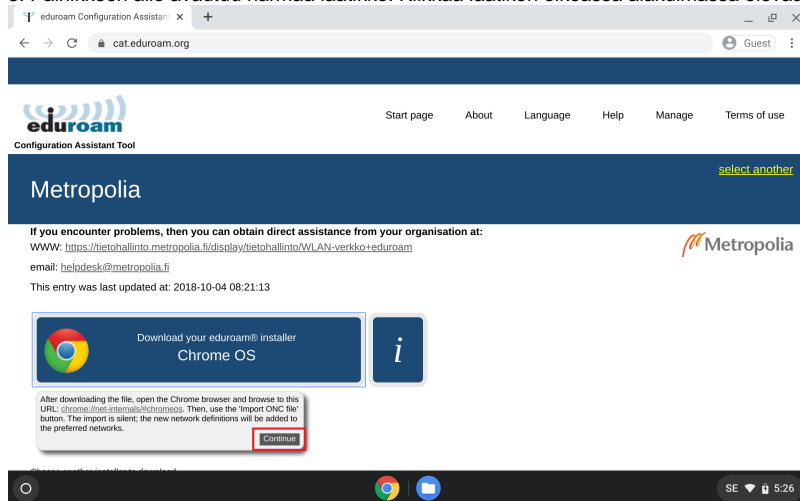 eduroam Configuration Assistant
cat.eduroam.org
Guest
eduroam
Configuration Assistant Tool
Start page About Language Help Manage Terms of use
select another
Metropolia
If you encounter problems, then you can obtain direct assistance from your organisation at:
WWW: https://tietohallinto.metropolia.fi/display/tietohallinto/WLAN-verkko+eduroam
Metropolia
email: helpdesk@metropolia.fi
This entry was last updated at: 2018-10-04 08:21:13
Download your eduroam® installer
Chrome OS
i
After downloading the file, open the Chrome browser and browse to this
URL: chrome://net-internals/#chromeos. Then, use the 'Import ONC file'
button. The import is silent; the new network definitions will be added to
the preferred networks.
Continue
SE 5:26